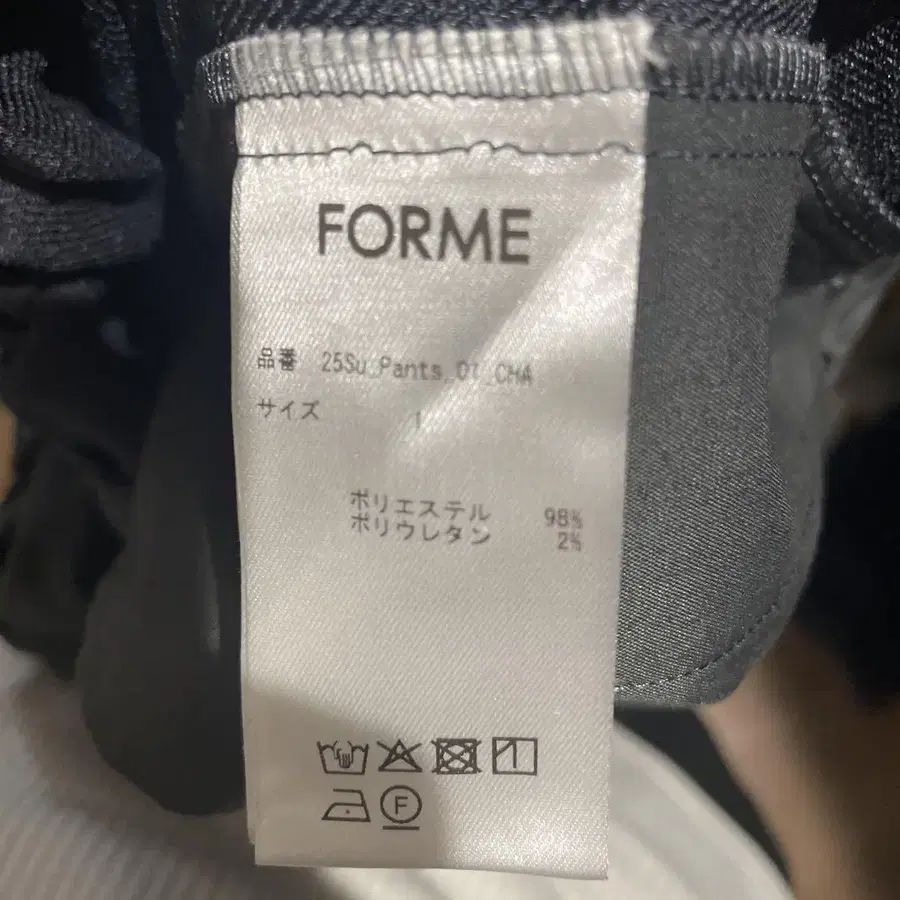 FORME
品番 25Su_Pants_01_CHA
サイズ
ポリエステル 98%
ポリウレタン 2%
F